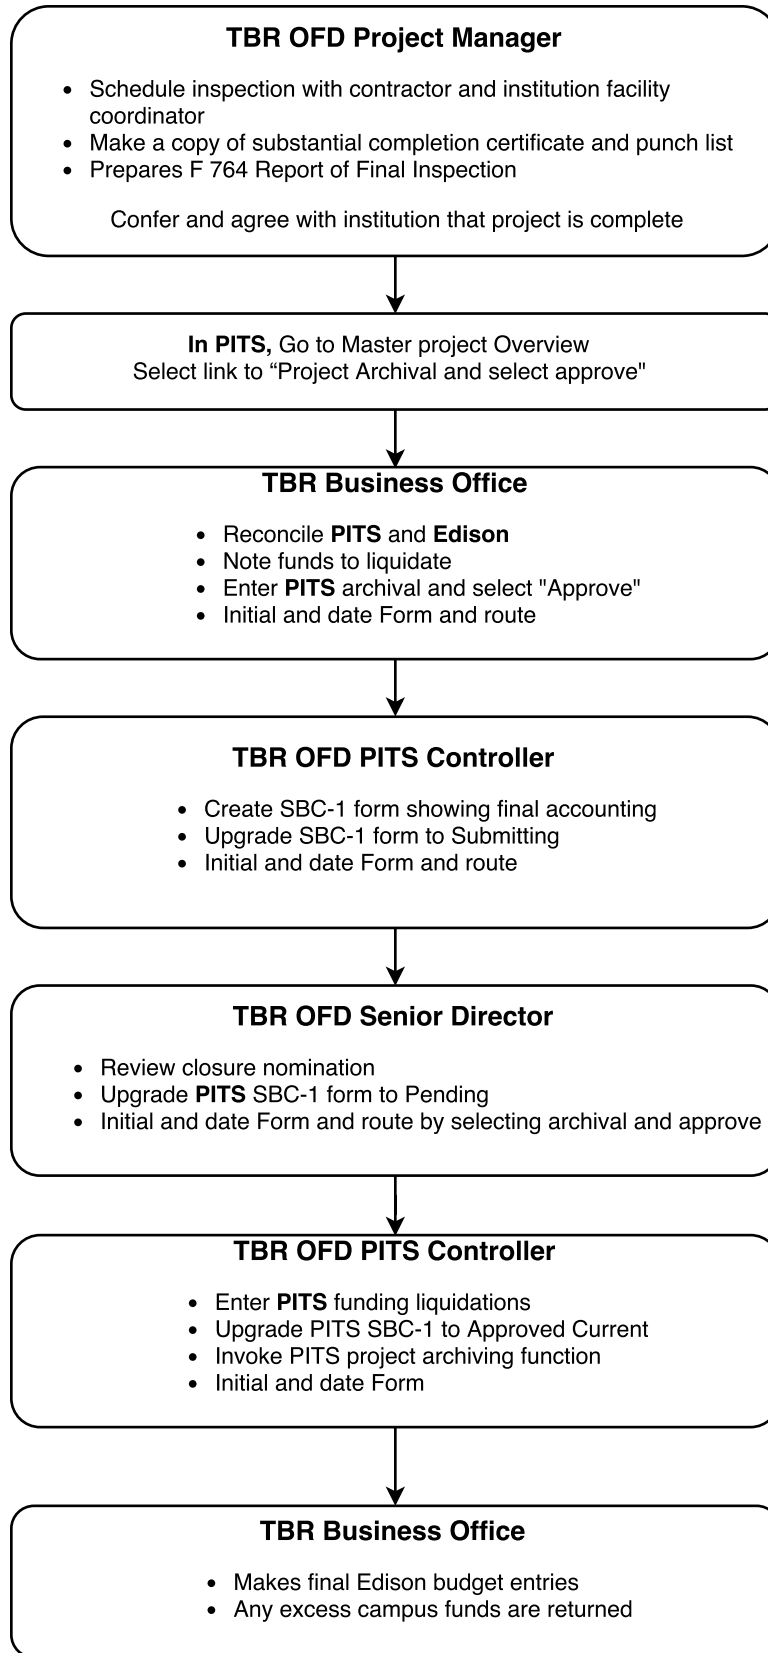 TBR OFD Project Manager
• Schedule inspection with contractor and institution facility
coordinator
• Make a copy of substantial completion certificate and punch list
• Prepares F 764 Report of Final Inspection
Confer and agree with institution that project is complete
In PITS, Go to Master project Overview
Select link to “Project Archival and select approve"
TBR Business Office
• Reconcile PITS and Edison
• Note funds to liquidate
• Enter PITS archival and select "Approve"
• Initial and date Form and route
TBR OFD PITS Controller
• Create SBC-1 form showing final accounting
• Upgrade SBC-1 form to Submitting
• Initial and date Form and route
TBR OFD Senior Director
• Review closure nomination
• Upgrade PITS SBC-1 form to Pending
• Initial and date Form and route by selecting archival and approve
TBR OFD PITS Controller
• Enter PITS funding liquidations
• Upgrade PITS SBC-1 to Approved Current
• Invoke PITS project archiving function
• Initial and date Form
TBR Business Office
• Makes final Edison budget entries
• Any excess campus funds are returned